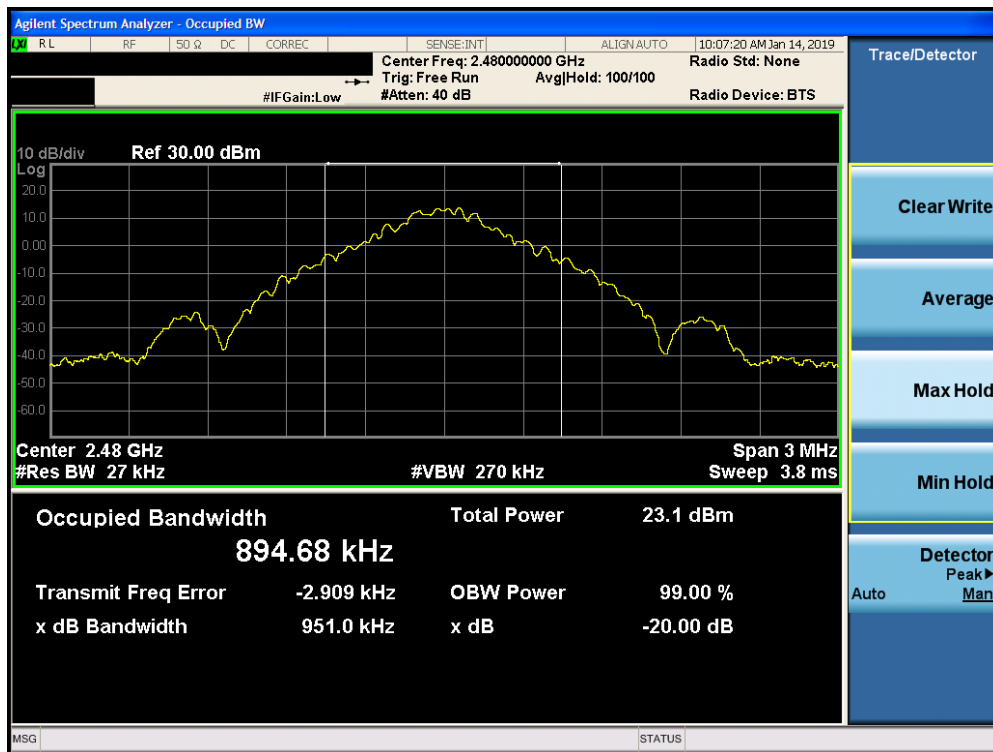 Agilent Spectrum Analyzer - Occupied BW
LXI RL RF 50 Ω DC CORREC SENSE:INT ALIGN AUTO 10:07:20 AM Jan 14, 2019
Center Freq: 2.480000000 GHz Radio Std: None
Trig: Free Run Avg|Hold: 100/100
#IFGain:Low #Atten: 40 dB Radio Device: BTS
10 dB/div Ref 30.00 dBm
Log
20.0
10.0
0.00
-10.0
-20.0
-30.0
-40.0
-50.0
-60.0
Center 2.48 GHz Span 3 MHz
#Res BW 27 kHz #VBW 270 kHz Sweep 3.8 ms
Occupied Bandwidth Total Power 23.1 dBm
894.68 kHz
Transmit Freq Error -2.909 kHz OBW Power 99.00 %
x dB Bandwidth 951.0 kHz x dB -20.00 dB
MSG STATUS
Trace/Detector
Clear Write
Average
Max Hold
Min Hold
Detector
Peak▶
Auto Man